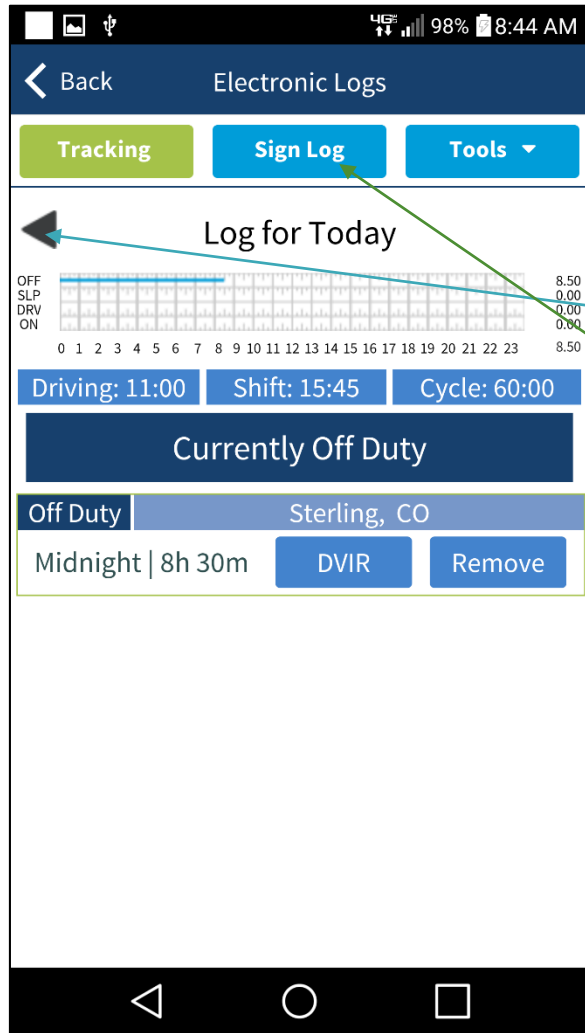 4G 98% 8:44 AM
Back Electronic Logs
Tracking Sign Log Tools
Log for Today
OFF 8.50
SLP 0.00
DRV 0.00
ON 0.00
0 1 2 3 4 5 6 7 8 9 10 11 12 13 14 15 16 17 18 19 20 21 22 23 8.50
Driving: 11:00 Shift: 15:45 Cycle: 60:00
Currently Off Duty
Off Duty Sterling, CO
Midnight | 8h 30m DVIR Remove